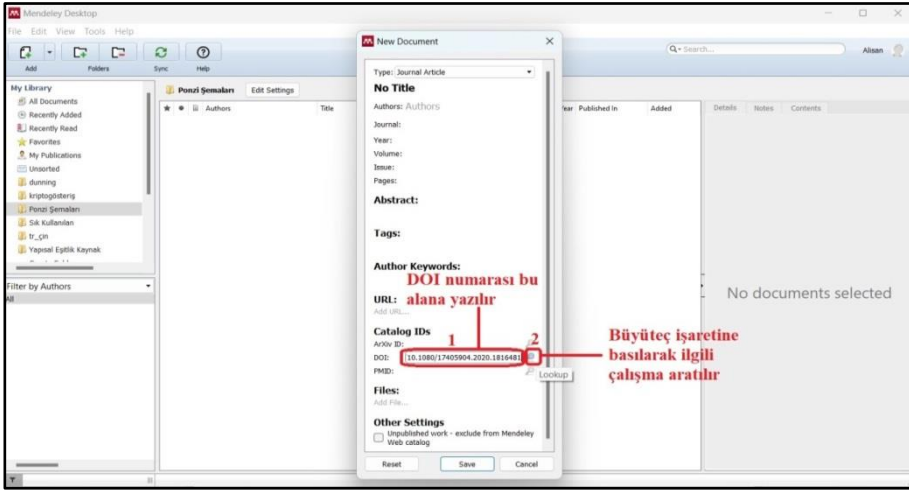 Mendeley Desktop
File Edit View Tools Help
Add Folders Sync Help
Search... Alisan
My Library
All Documents
Recently Added
Recently Read
Favorites
My Publications
Unsorted
dunning
kriptogösteriş
Ponzi Şemaları
Sık Kullanılan
tr_çin
Yapısal Eşitlik Kaynak
Filter by Authors
All
Ponzi Şemaları Edit Settings
Authors Title Year Published In Added
New Document
Type: Journal Article
No Title
Authors: Authors
Journal:
Year:
Volume:
Issue:
Pages:
Abstract:
Tags:
Author Keywords:
DOI numarası bu
alana yazılır
URL:
Add URL...
Catalog IDs
1 2
ArXiv ID:
DOI: 10.1080/17405904.2020.1816481
PMID:
Lookup
Büyüteç işaretine
basılarak ilgili
çalışma aratılır
Files:
Add File...
Other Settings
Unpublished work - exclude from Mendeley
Web catalog
Reset Save Cancel
Details Notes Contents
No documents selected